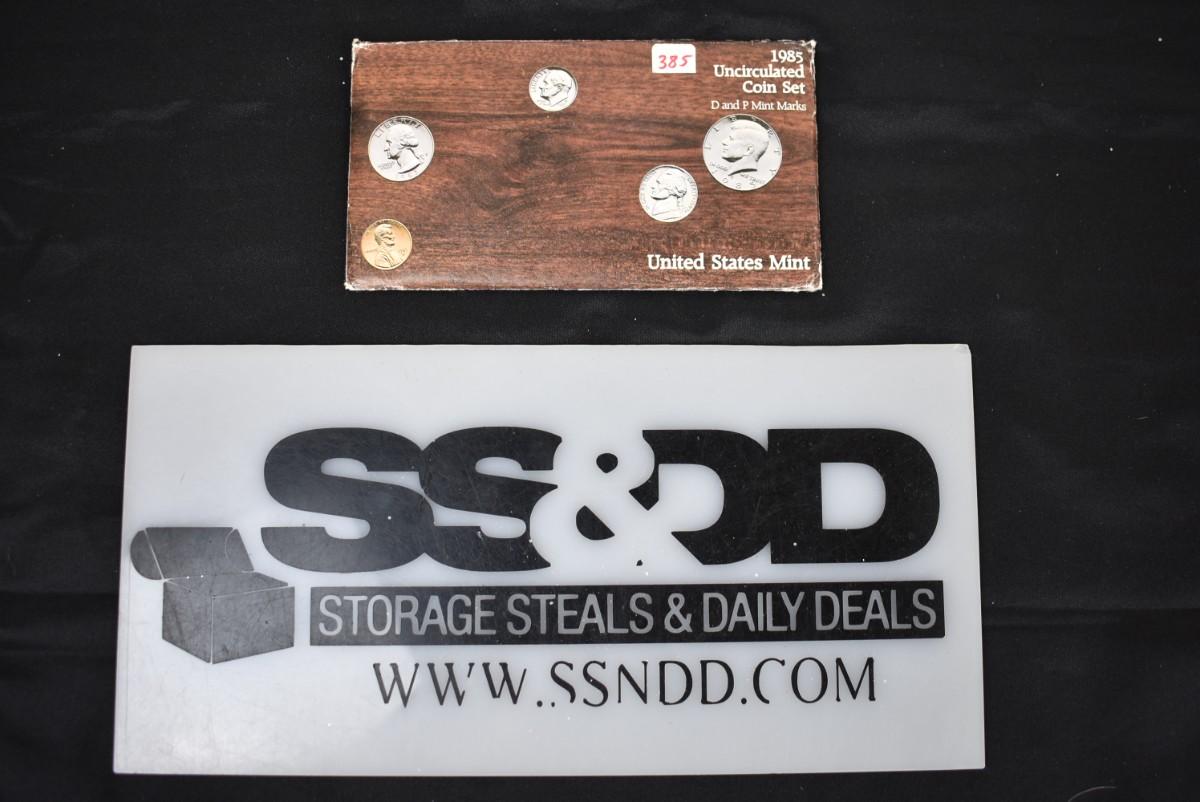 385
1985
Uncirculated
Coin Set
D and P Mint Marks
LIBERTY
United States Mint
SS&DD
STORAGE STEALS & DAILY DEALS
WWW.SSNDD.COM